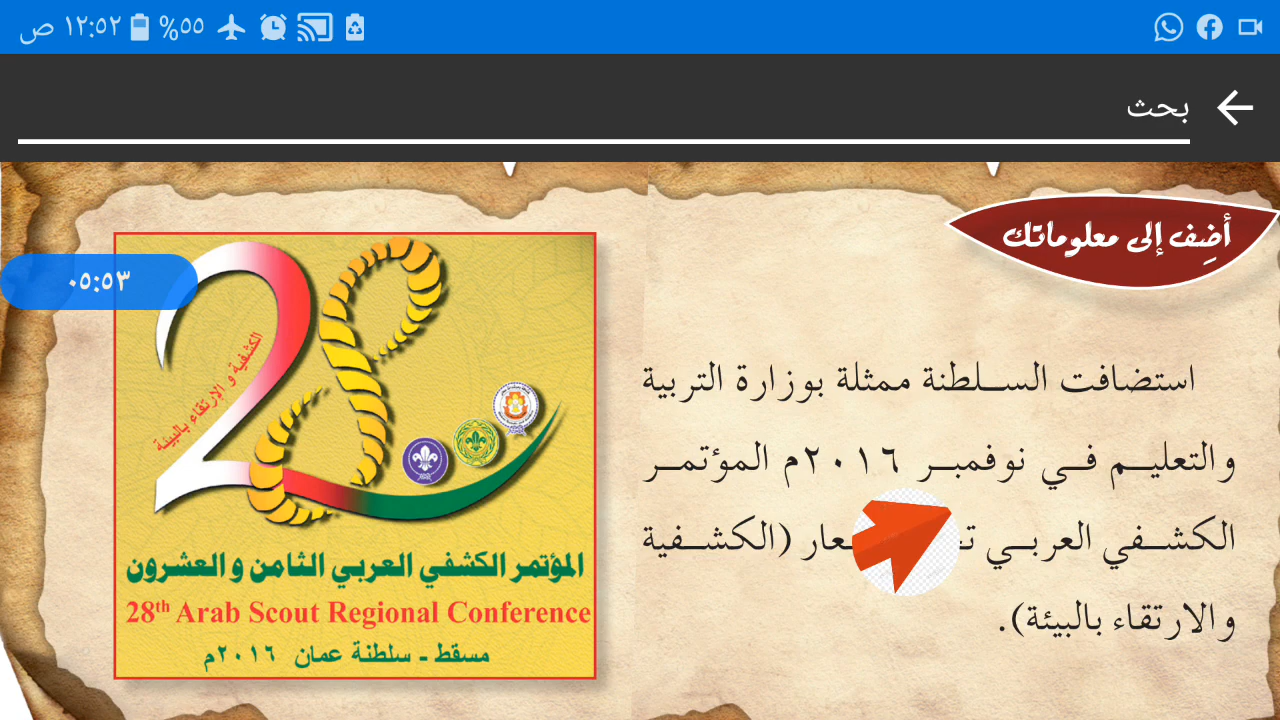 ١٢:٥٢ ص
%٥٥
بحث
أضِف إلى معلوماتك
٠٥:٥٣
استضافت السلطنة ممثلة بوزارة التربية
والتعليم في نوفمبر ٢٠١٦م المؤتمر
الكشفي العربي (الكشفية
والارتقاء بالبيئة).
28
الكشفية و الارتقاء بالبيئة
المؤتمر الكشفي العربي الثامن والعشرون
28th Arab Scout Regional Conference
مسقط - سلطنة عمان ٢٠١٦م